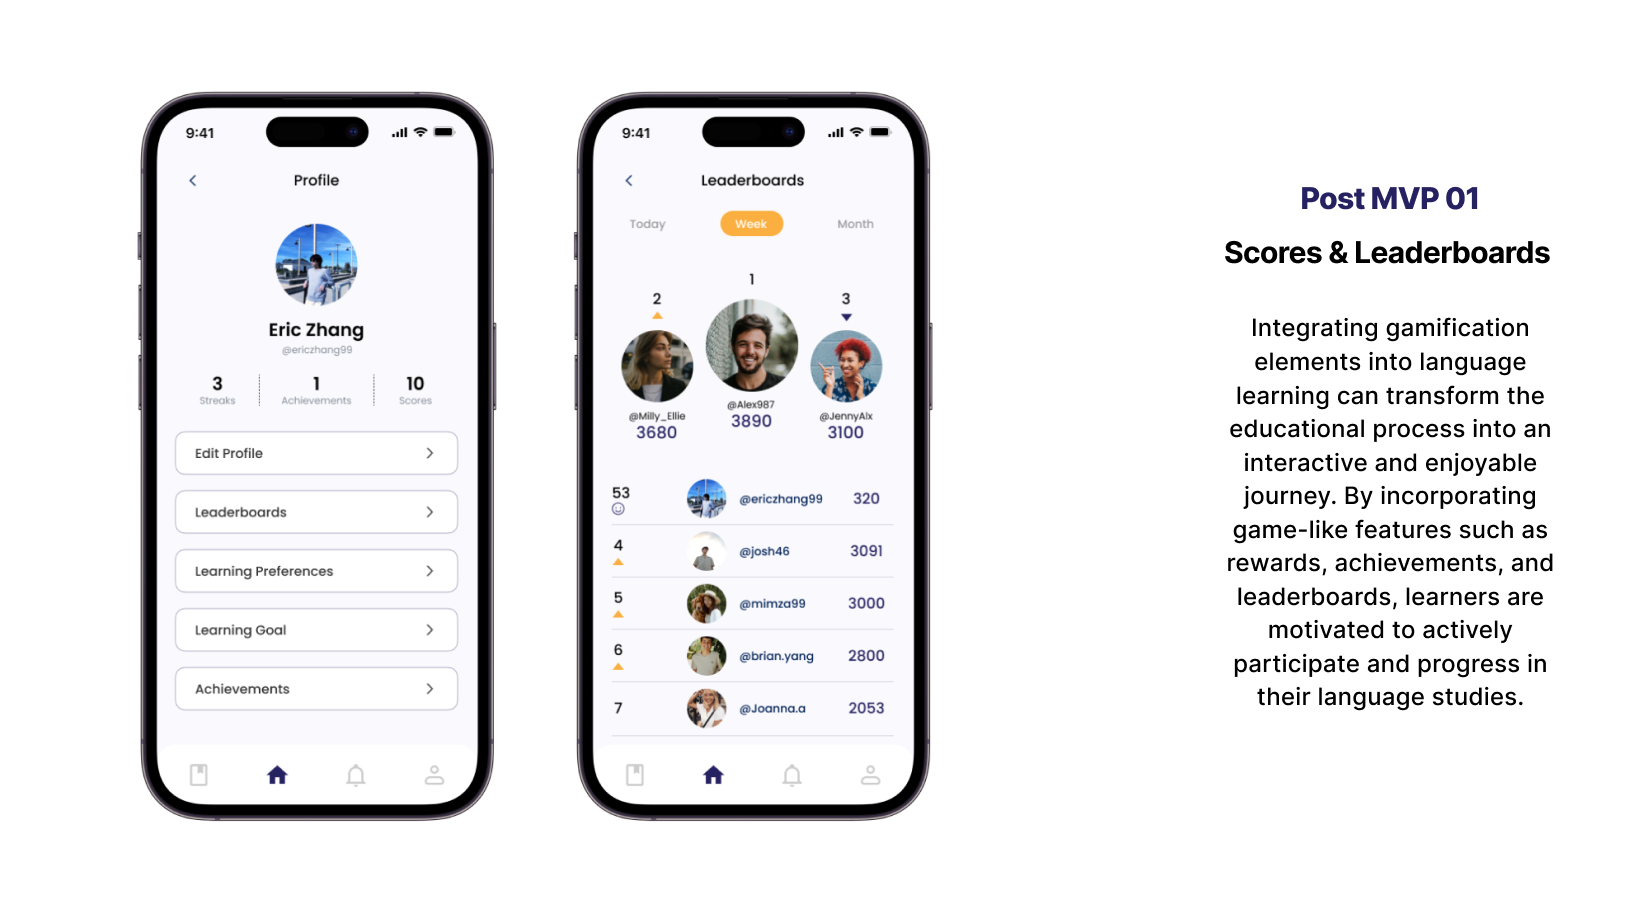 9:41
Profile
Eric Zhang
@ericzhang99
3
Streaks
1
Achievements
10
Scores
Edit Profile
Leaderboards
Learning Preferences
Learning Goal
Achievements
9:41
Leaderboards
Today
Week
Month
1
2
3
@Milly_Ellie
3680
@Alex987
3890
@JennyAlx
3100
53 @ericzhang99 320
4 @josh46 3091
5 @mimza99 3000
6 @brian.yang 2800
7 @Joanna.a 2053
Post MVP 01
Scores & Leaderboards
Integrating gamification
elements into language
learning can transform the
educational process into an
interactive and enjoyable
journey. By incorporating
game-like features such as
rewards, achievements, and
leaderboards, learners are
motivated to actively
participate and progress in
their language studies.